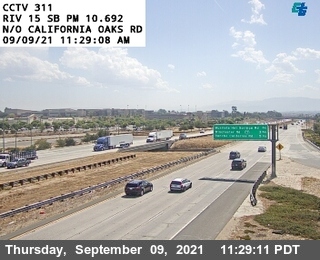 CCTV 311
RIV 15 SB PM 10.692
N/O CALIFORNIA OAKS RD
09/09/21 11:29:08 AM
Thursday, September 09, 2021 11:29:11 PDT